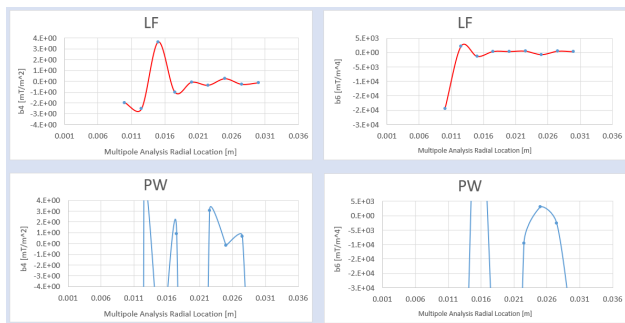 LF
4.E+00
3.E+00
2.E+00
1.E+00
0.E+00
-1.E+00
-2.E+00
-3.E+00
-4.E+00
b4 [mT/m^2]
0.001 0.006 0.011 0.016 0.021 0.026 0.031 0.036
Multipole Analysis Radial Location [m]
LF
5.E+03
0.E+00
-5.E+03
-1.E+04
-2.E+04
-2.E+04
-3.E+04
b6 [mT/m^4]
0.001 0.006 0.011 0.016 0.021 0.026 0.031 0.036
Multipole Analysis Radial Location [m]
PW
4.E+00
3.E+00
2.E+00
1.E+00
0.E+00
-1.E+00
-2.E+00
-3.E+00
-4.E+00
b4 [mT/m^2]
0.001 0.006 0.011 0.016 0.021 0.026 0.031 0.036
Multipole Analysis Radial Location [m]
PW
5.E+03
0.E+00
-5.E+03
-1.E+04
-2.E+04
-2.E+04
-3.E+04
b6 [mT/m^4]
0.001 0.006 0.011 0.016 0.021 0.026 0.031 0.036
Multipole Analysis Radial Location [m]